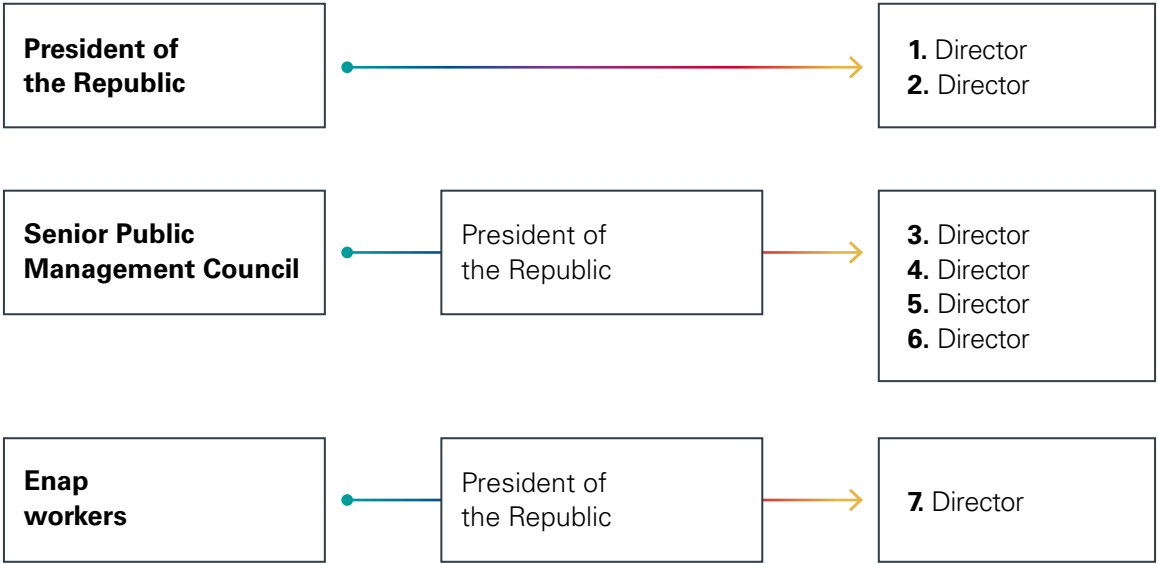 President of
the Republic
1. Director
2. Director
Senior Public
Management Council
President of
the Republic
3. Director
4. Director
5. Director
6. Director
Enap
workers
President of
the Republic
7. Director